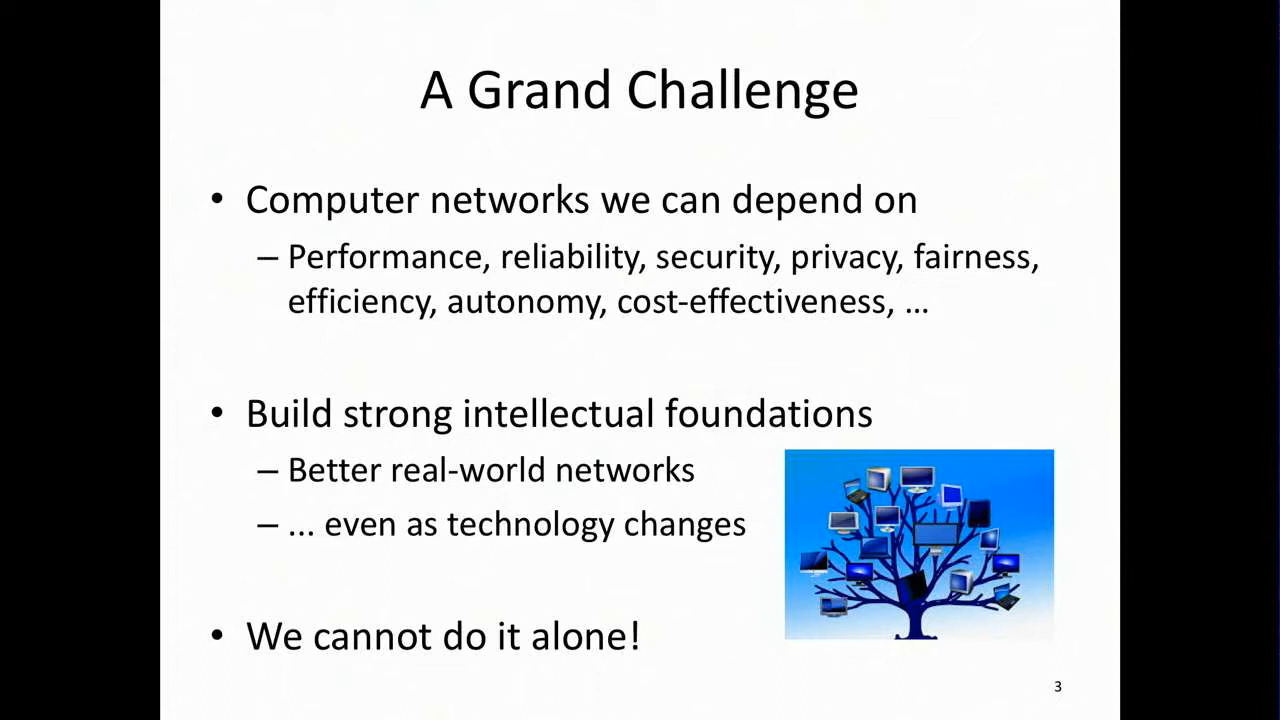 A Grand Challenge
• Computer networks we can depend on
– Performance, reliability, security, privacy, fairness,
efficiency, autonomy, cost-effectiveness, …
• Build strong intellectual foundations
– Better real-world networks
– ... even as technology changes
• We cannot do it alone!
3